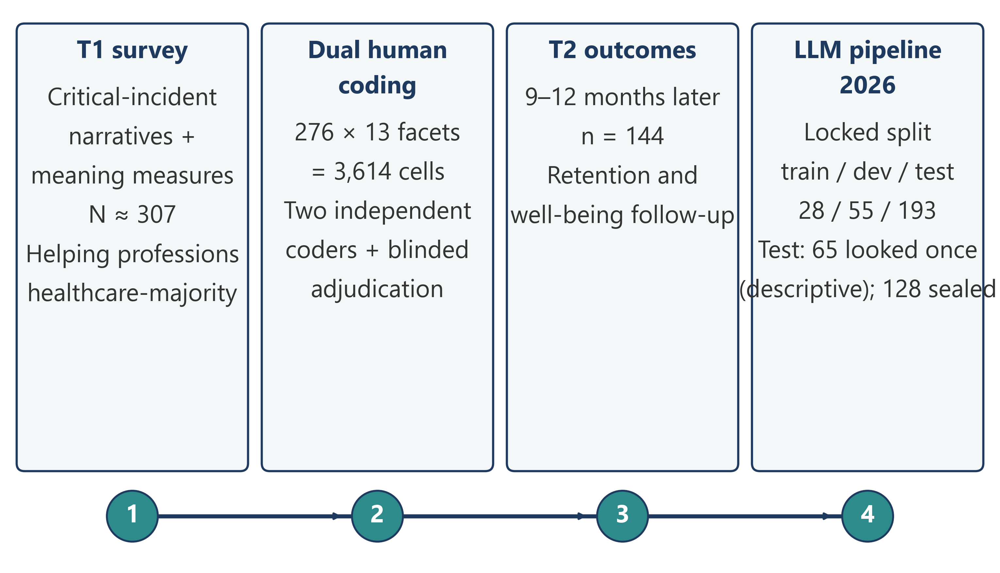 T1 survey
Critical-incident
narratives +
meaning measures
N ≈ 307
Helping professions
healthcare-majority
Dual human
coding
276 × 13 facets
= 3,614 cells
Two independent
coders + blinded
adjudication
T2 outcomes
9–12 months later
n = 144
Retention and
well-being follow-up
LLM pipeline
2026
Locked split
train / dev / test
28 / 55 / 193
Test: 65 looked once
(descriptive); 128 sealed
1
2
3
4